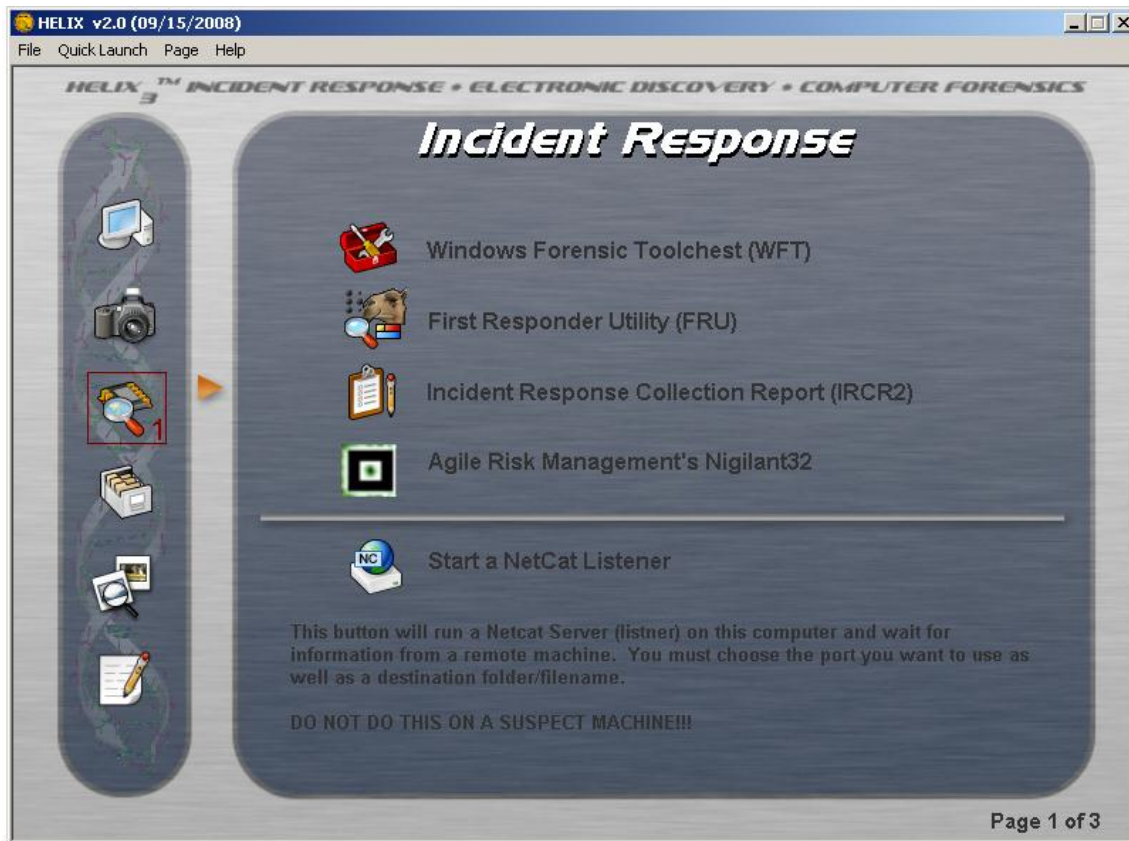 HELIX v2.0 (09/15/2008)
File Quick Launch Page Help
HELIX3™ INCIDENT RESPONSE • ELECTRONIC DISCOVERY • COMPUTER FORENSICS
Incident Response
1
Windows Forensic Toolchest (WFT)
First Responder Utility (FRU)
Incident Response Collection Report (IRCR2)
Agile Risk Management's Nigilant32
NC
Start a NetCat Listener
This button will run a Netcat Server (listner) on this computer and wait for
information from a remote machine. You must choose the port you want to use as
well as a destination folder/filename.
DO NOT DO THIS ON A SUSPECT MACHINE!!!
Page 1 of 3